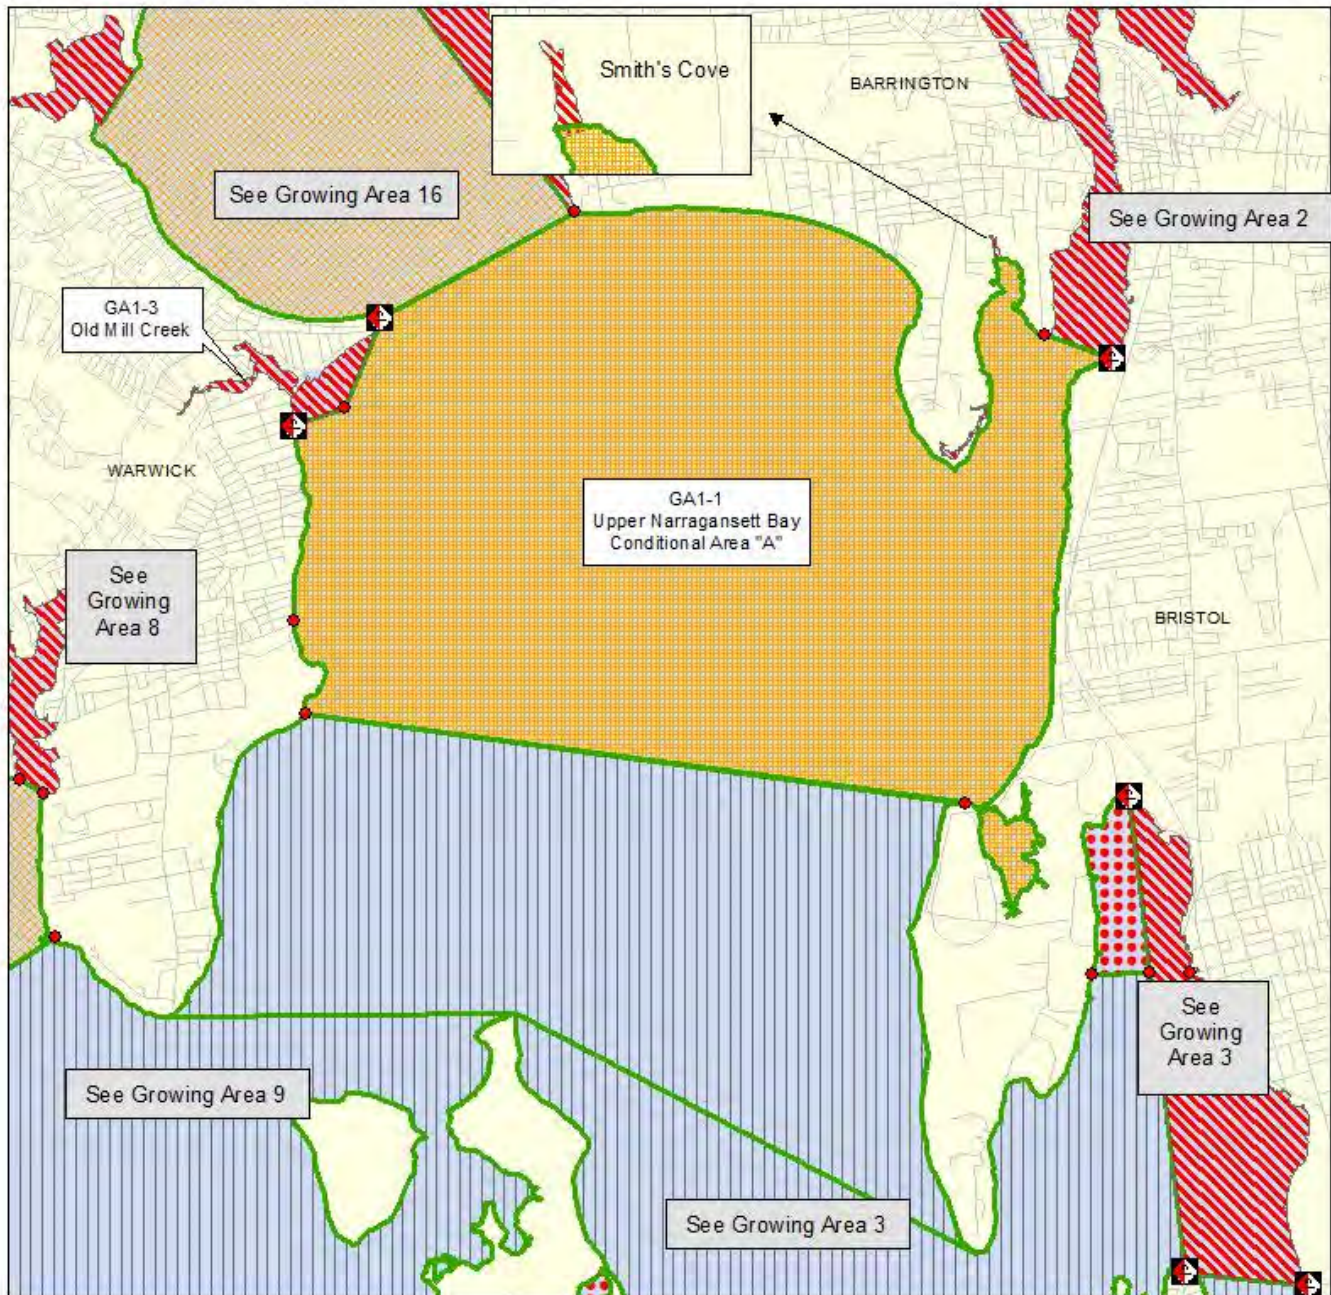 Smith's Cove
BARRINGTON
See Growing Area 16
See Growing Area 2
GA1-3
Old Mill Creek
WARWICK
GA1-1
Upper Narragansett Bay
Conditional Area "A"
See
Growing
Area 8
BRISTOL
See
Growing
Area 3
See Growing Area 9
See Growing Area 3